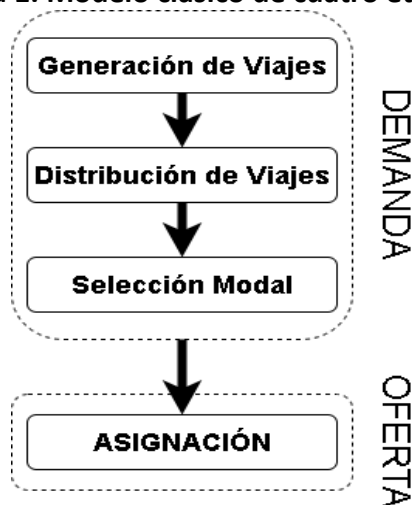 Modelo clásico de cuatro
Generación de Viajes
Distribución de Viajes
Selección Modal
DEMANDA
ASIGNACIÓN
OFERTA